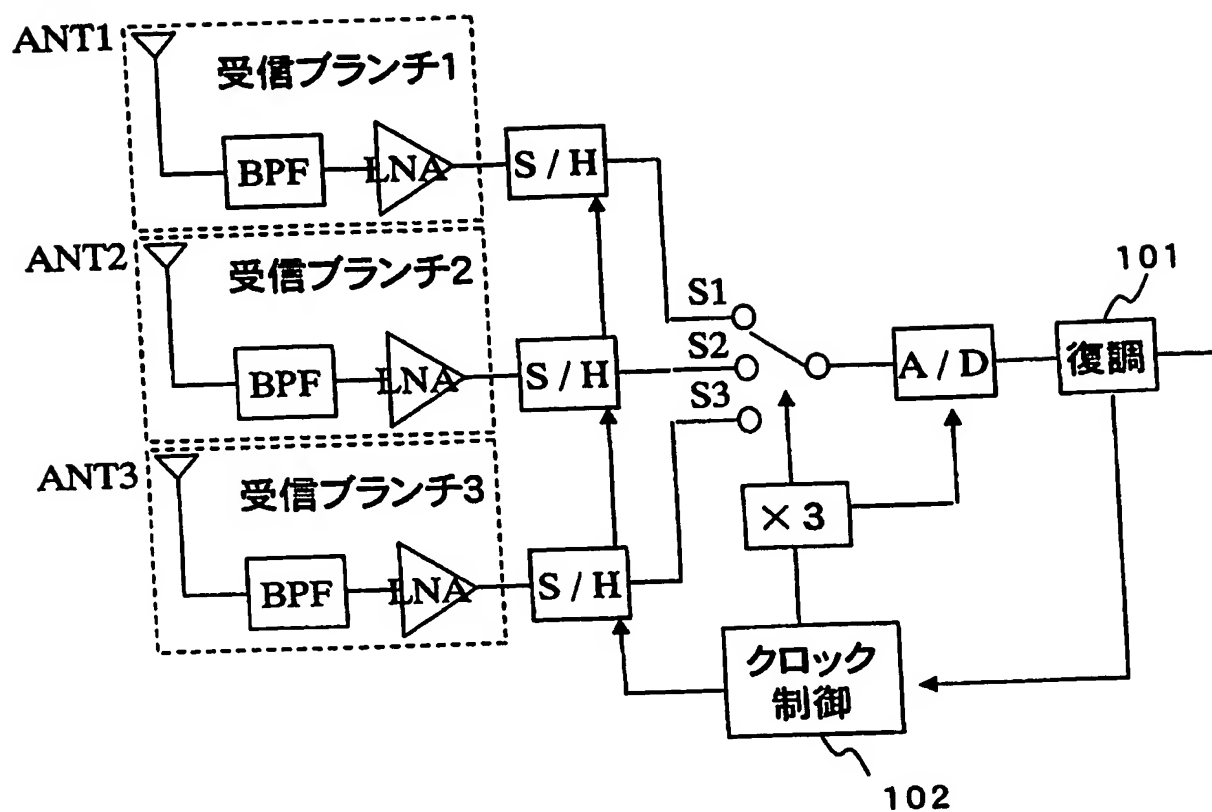 ANT1
受信ブランチ1
BPF
LNA
S / H
ANT2
受信ブランチ2
BPF
LNA
S / H
ANT3
受信ブランチ3
BPF
LNA
S / H
S1
S2
S3
A / D
101
復調
×3
クロック
制御
102